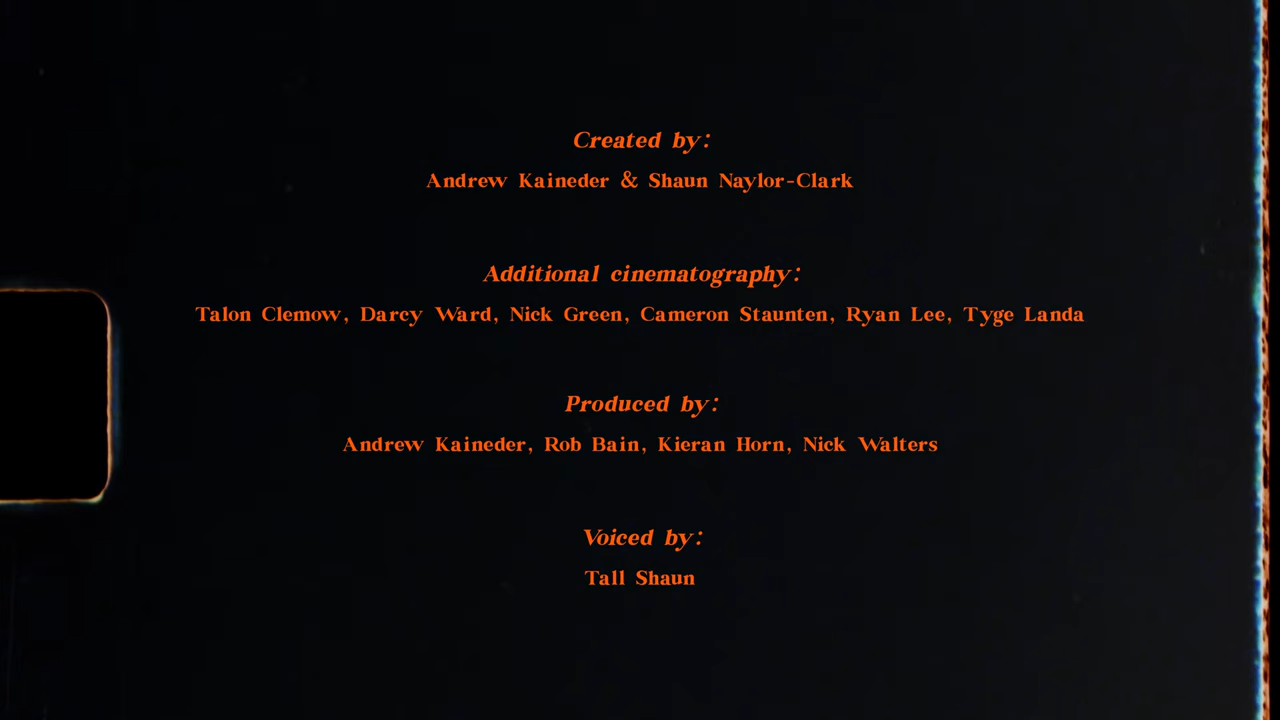 Created by:
Andrew Kaineder & Shaun Naylor-Clark
Additional cinematography:
Talon Clemow, Darcy Ward, Nick Green, Cameron Staunten, Ryan Lee, Tyge Landa
Produced by:
Andrew Kaineder, Rob Bain, Kieran Horn, Nick Walters
Voiced by:
Tall Shaun